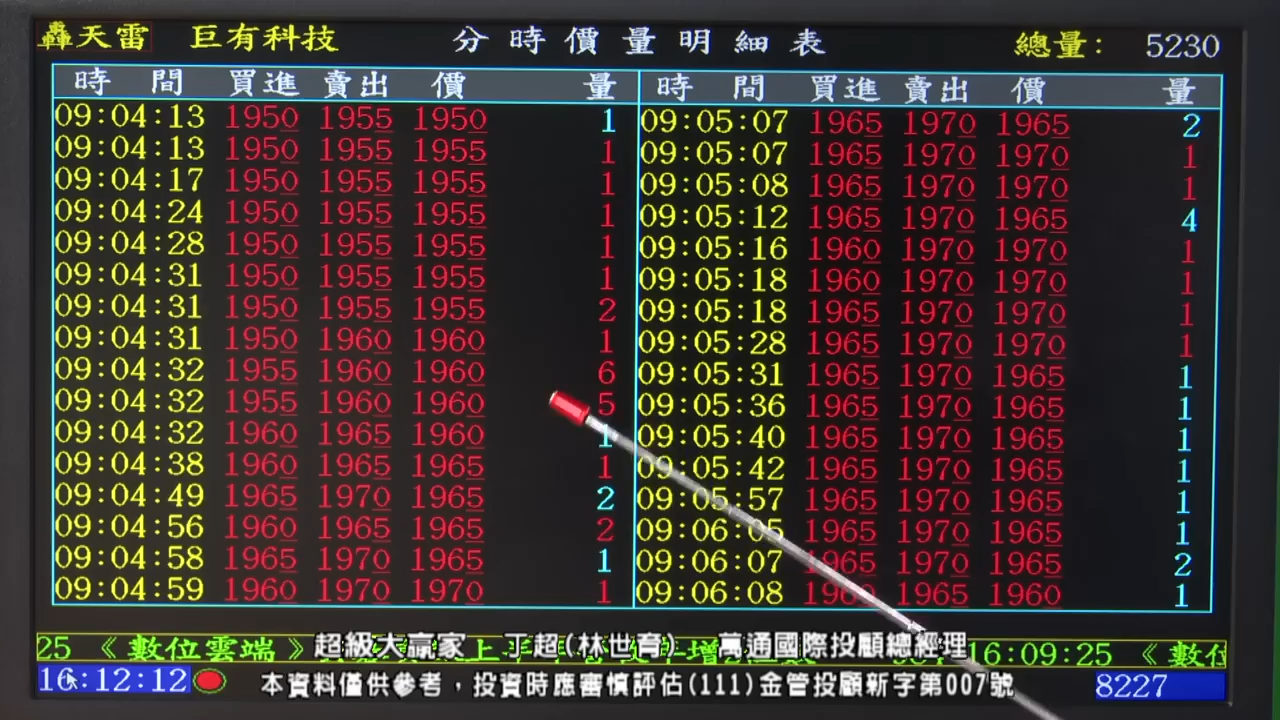 轟天雷 巨有科技 分時價量明細表 總量: 5230
時間 買進 賣出 價 量 時間 買進 賣出 價 量
09:04:13 1950 1955 1950 1 09:05:07 1965 1970 1965 2
09:04:13 1950 1955 1955 1 09:05:07 1965 1970 1970 1
09:04:17 1950 1955 1955 1 09:05:08 1965 1970 1970 1
09:04:24 1950 1955 1955 1 09:05:12 1965 1970 1965 4
09:04:28 1950 1955 1955 1 09:05:16 1960 1970 1970 1
09:04:31 1950 1955 1955 1 09:05:18 1960 1970 1970 1
09:04:31 1950 1955 1955 2 09:05:18 1965 1970 1970 1
09:04:31 1950 1960 1960 1 09:05:28 1965 1970 1970 1
09:04:32 1955 1960 1960 6 09:05:31 1965 1970 1965 1
09:04:32 1955 1960 1960 5 09:05:36 1965 1970 1965 1
09:04:32 1960 1965 1960 1 09:05:40 1965 1970 1965 1
09:04:38 1960 1965 1965 1 09:05:42 1965 1970 1965 1
09:04:49 1965 1970 1965 2 09:05:57 1965 1970 1965 1
09:04:56 1960 1965 1965 2 09:06:05 1965 1970 1965 1
09:04:58 1965 1970 1965 1 09:06:07 1965 1970 1965 2
09:04:59 1960 1970 1970 1 09:06:08 1960 1965 1960 1
25 《數位雲端》 16:09:25 《數位
超級大贏家 丁超(林世育) 萬通國際投顧總經理
16:12:12 8227
本資料僅供參考，投資時應審慎評估(111)金管投顧新字第007號